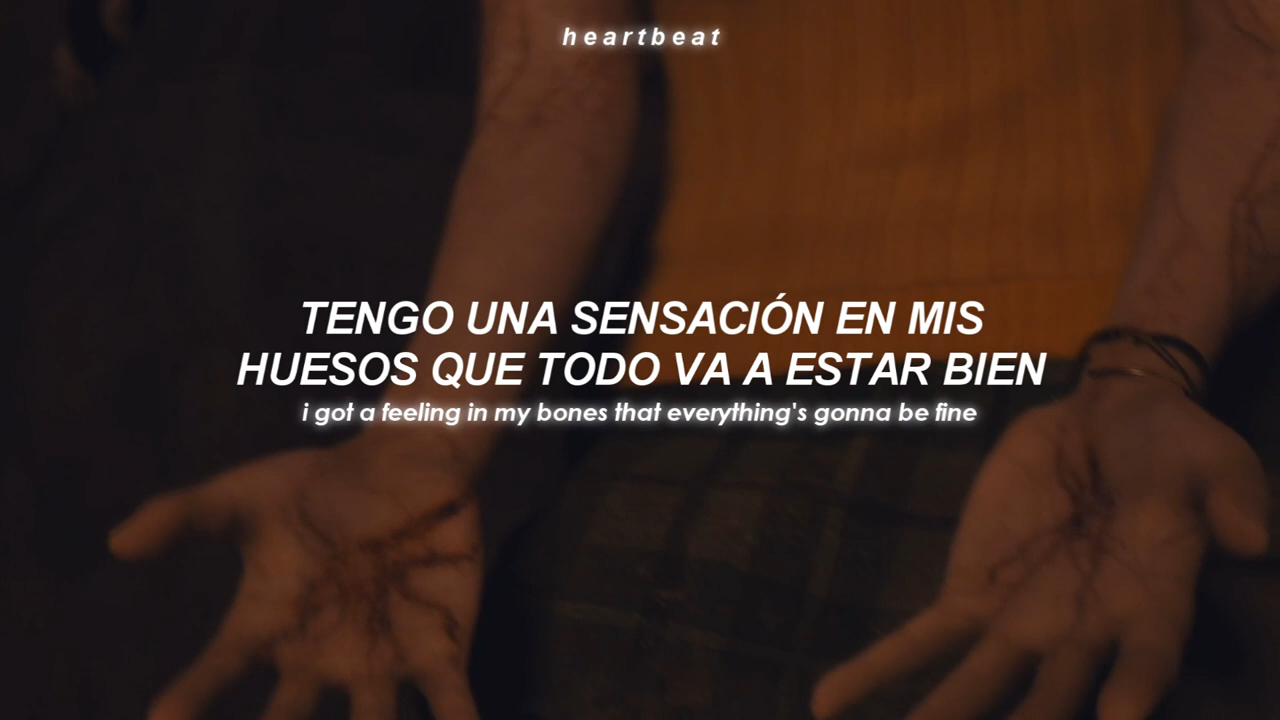 heartbeat
TENGO UNA SENSACIÓN EN MIS
HUESOS QUE TODO VA A ESTAR BIEN
i got a feeling in my bones that everything's gonna be fine